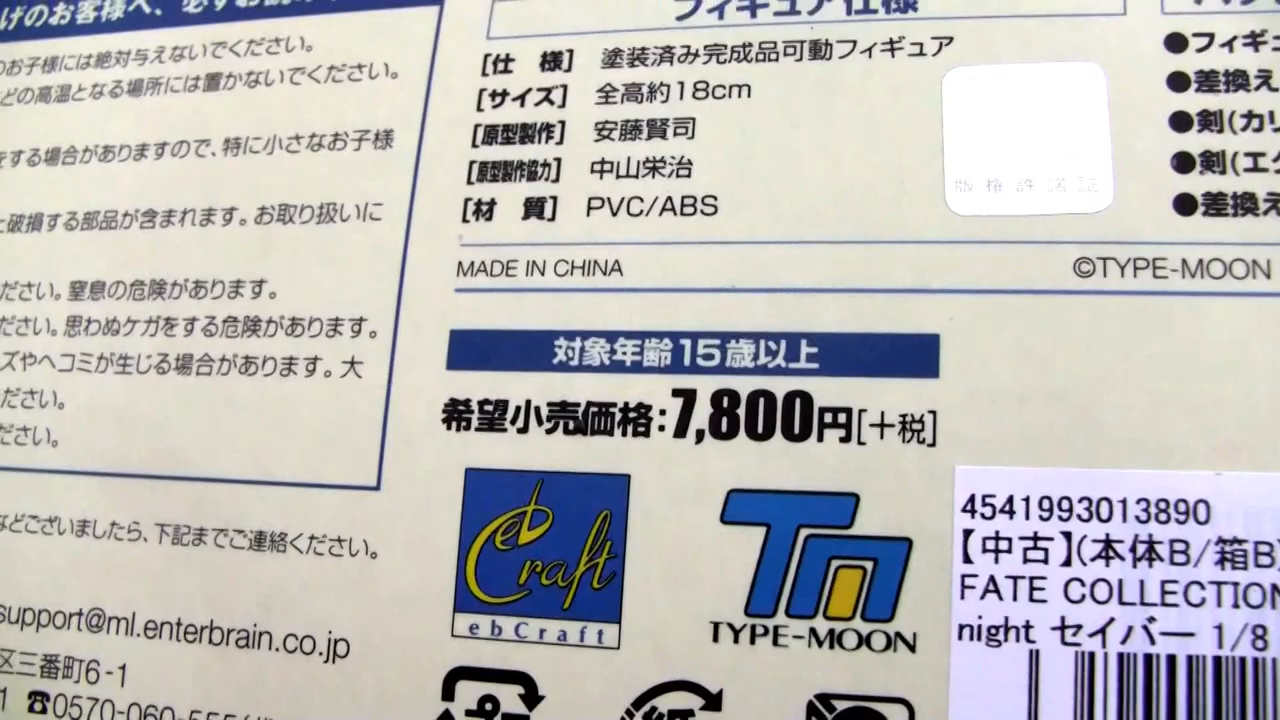 げのお客様へ、必ずお読み
のお子様には絶対与えないでください。
どの高温となる場所には置かないでください。
をする場合がありますので、特に小さなお子様
と破損する部品が含まれます。お取り扱いに
ださい。窒息の危険があります。
ださい。思わぬケガをする危険があります。
ズやヘコミが生じる場合があります。大
ださい。
ださい。
などございましたら、下記までご連絡ください。
support@ml.enterbrain.co.jp
区三番町6-1
1 ☎0570-060-555
フィギュア仕様
[仕 様] 塗装済み完成品可動フィギュア
[サイズ] 全高約18cm
[原型製作] 安藤賢司
[原型製作協力] 中山栄治
[材 質] PVC/ABS
版権許諾証
●フィギュ
●差換え
●剣(カリ
●剣(エク
●差換え
MADE IN CHINA
©TYPE-MOON
対象年齢15歳以上
希望小売価格:7,800円[+税]
ebCraft
ebCraft
TM
TYPE-MOON
4541993013890
【中古】(本体B/箱B)
FATE COLLECTION
night セイバー 1/8
紙